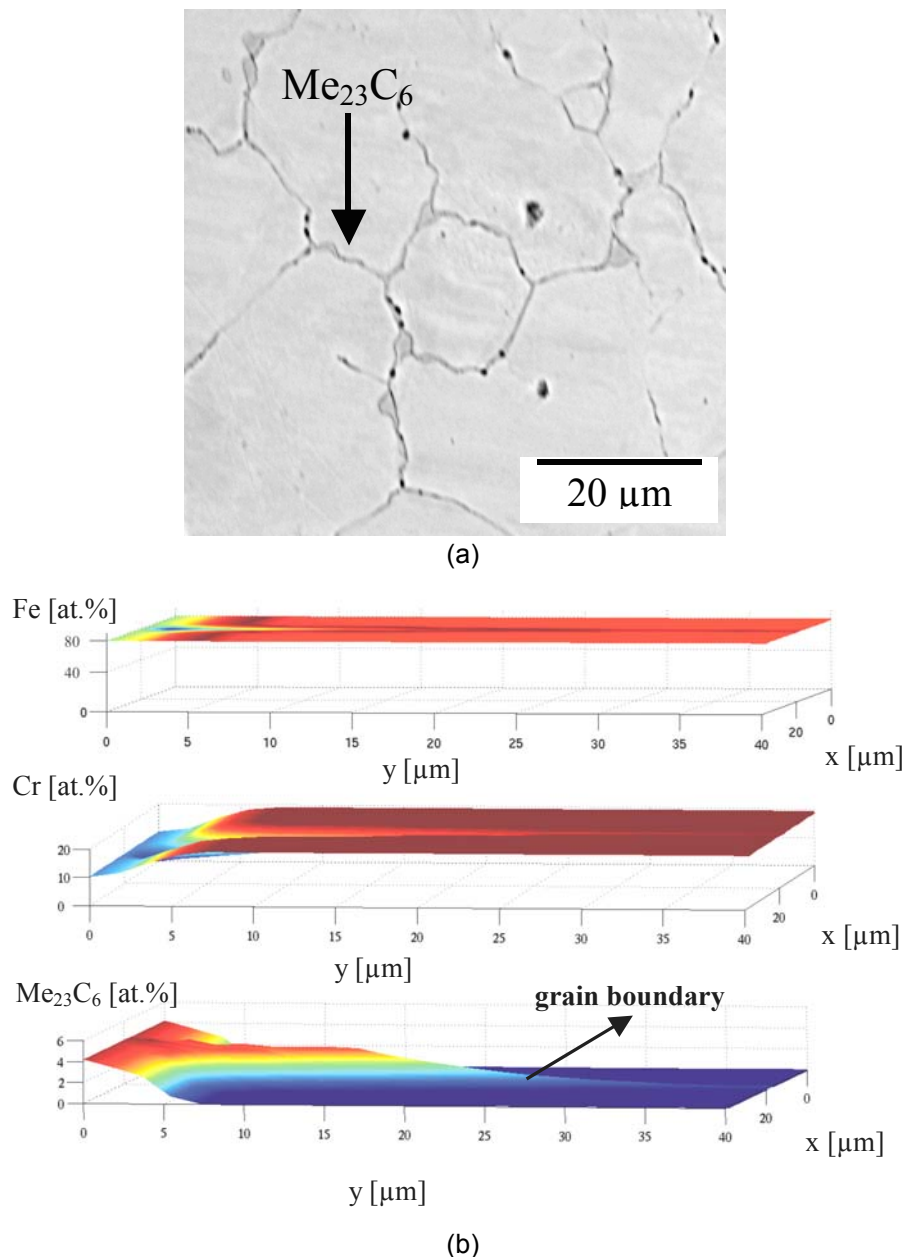 Me₂₃C₆
20 µm
(a)
Fe [at.%]
80
40
0
0 5 10 15 20 25 30 35 40
20 0
y [µm]
x [µm]
Cr [at.%]
20
10
0
0 5 10 15 20 25 30 35 40
20 0
y [µm]
x [µm]
Me₂₃C₆ [at.%]
grain boundary
6
4
2
0
0 5 10 15 20 25 30 35 40
20 0
y [µm]
x [µm]
(b)